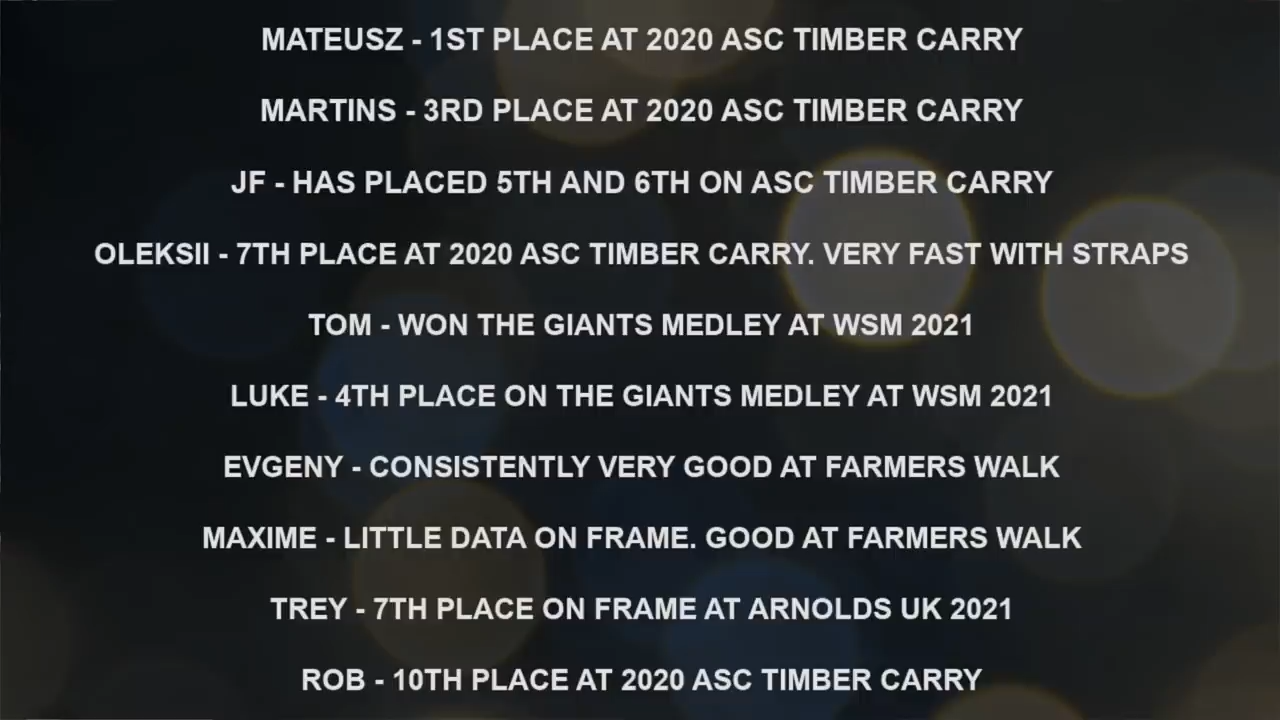 MATEUSZ - 1ST PLACE AT 2020 ASC TIMBER CARRY
MARTINS - 3RD PLACE AT 2020 ASC TIMBER CARRY
JF - HAS PLACED 5TH AND 6TH ON ASC TIMBER CARRY
OLEKSII - 7TH PLACE AT 2020 ASC TIMBER CARRY. VERY FAST WITH STRAPS
TOM - WON THE GIANTS MEDLEY AT WSM 2021
LUKE - 4TH PLACE ON THE GIANTS MEDLEY AT WSM 2021
EVGENY - CONSISTENTLY VERY GOOD AT FARMERS WALK
MAXIME - LITTLE DATA ON FRAME. GOOD AT FARMERS WALK
TREY - 7TH PLACE ON FRAME AT ARNOLDS UK 2021
ROB - 10TH PLACE AT 2020 ASC TIMBER CARRY